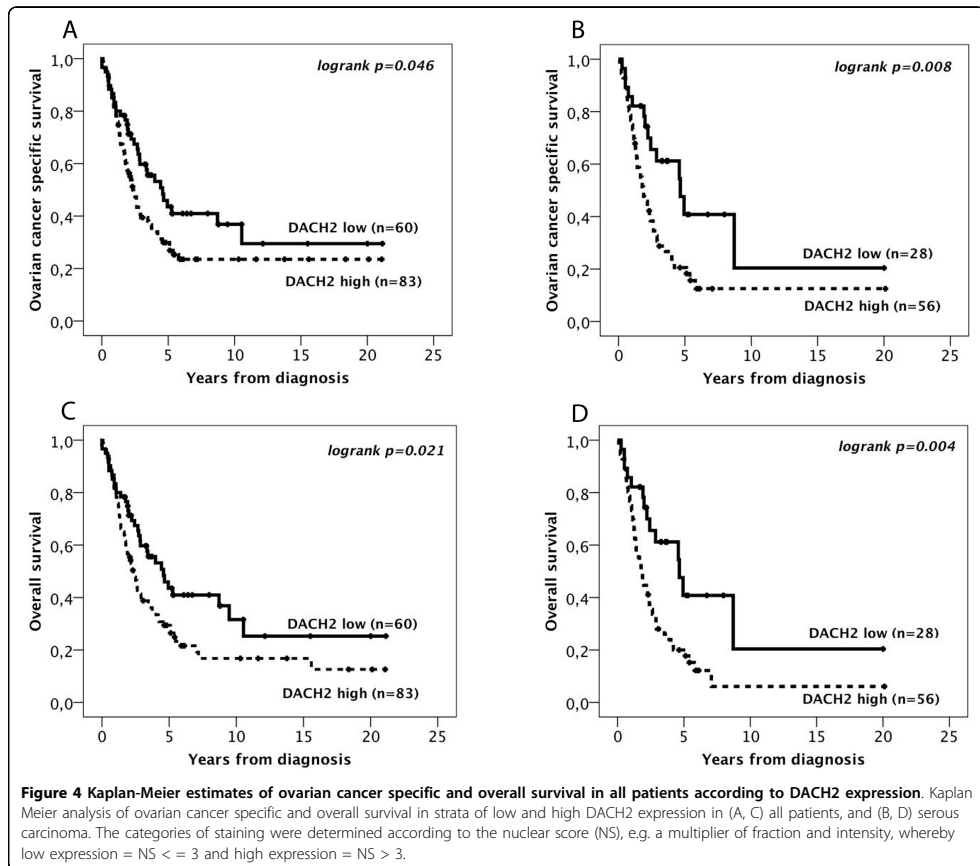 A
logrank p=0.046
Ovarian cancer specific survival
1,0
0,8
0,6
0,4
0,2
0,0
DACH2 low (n=60)
DACH2 high (n=83)
0 5 10 15 20 25
Years from diagnosis
B
logrank p=0.008
Ovarian cancer specific survival
1,0
0,8
0,6
0,4
0,2
0,0
DACH2 low (n=28)
DACH2 high (n=56)
0 5 10 15 20 25
Years from diagnosis
C
logrank p=0.021
Overall survival
1,0
0,8
0,6
0,4
0,2
0,0
DACH2 low (n=60)
DACH2 high (n=83)
0 5 10 15 20 25
Years from diagnosis
D
logrank p=0.004
Overall survival
1,0
0,8
0,6
0,4
0,2
0,0
DACH2 low (n=28)
DACH2 high (n=56)
0 5 10 15 20 25
Years from diagnosis
Figure 4 Kaplan-Meier estimates of ovarian cancer specific and overall survival in all patients according to DACH2 expression. Kaplan
Meier analysis of ovarian cancer specific and overall survival in strata of low and high DACH2 expression in (A, C) all patients, and (B, D) serous
carcinoma. The categories of staining were determined according to the nuclear score (NS), e.g. a multiplier of fraction and intensity, whereby
low expression = NS < = 3 and high expression = NS > 3.